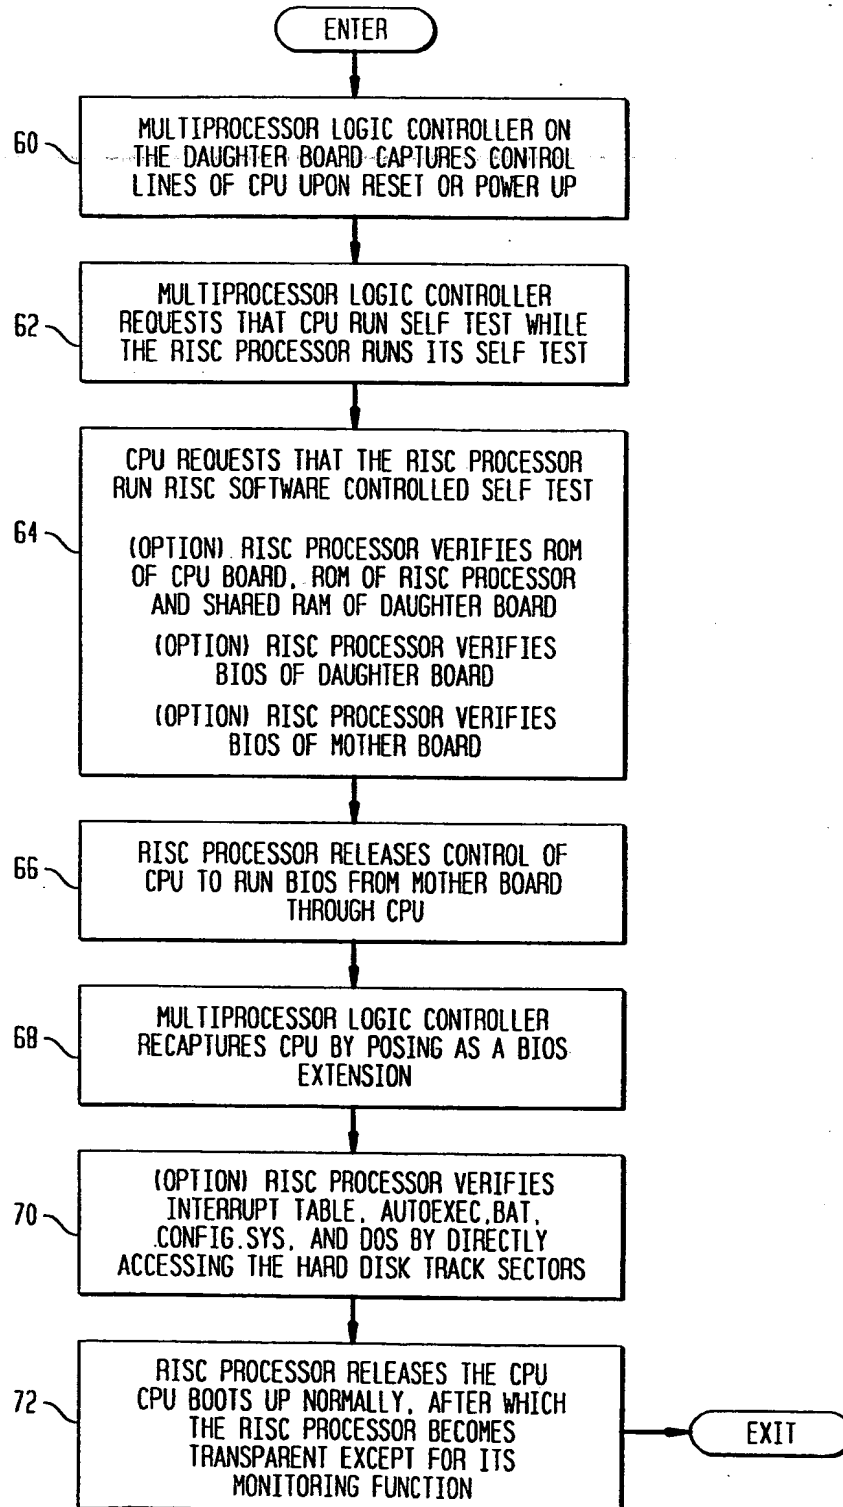 ENTER
60
MULTIPROCESSOR LOGIC CONTROLLER ON
THE DAUGHTER BOARD CAPTURES CONTROL
LINES OF CPU UPON RESET OR POWER UP
62
MULTIPROCESSOR LOGIC CONTROLLER
REQUESTS THAT CPU RUN SELF TEST WHILE
THE RISC PROCESSOR RUNS ITS SELF TEST
64
CPU REQUESTS THAT THE RISC PROCESSOR
RUN RISC SOFTWARE CONTROLLED SELF TEST
(OPTION) RISC PROCESSOR VERIFIES ROM
OF CPU BOARD, ROM OF RISC PROCESSOR
AND SHARED RAM OF DAUGHTER BOARD
(OPTION) RISC PROCESSOR VERIFIES
BIOS OF DAUGHTER BOARD
(OPTION) RISC PROCESSOR VERIFIES
BIOS OF MOTHER BOARD
66
RISC PROCESSOR RELEASES CONTROL OF
CPU TO RUN BIOS FROM MOTHER BOARD
THROUGH CPU
68
MULTIPROCESSOR LOGIC CONTROLLER
RECAPTURES CPU BY POSING AS A BIOS
EXTENSION
70
(OPTION) RISC PROCESSOR VERIFIES
INTERRUPT TABLE, AUTOEXEC.BAT,
.CONFIG.SYS, AND DOS BY DIRECTLY
ACCESSING THE HARD DISK TRACK SECTORS
72
RISC PROCESSOR RELEASES THE CPU
CPU BOOTS UP NORMALLY, AFTER WHICH
THE RISC PROCESSOR BECOMES
TRANSPARENT EXCEPT FOR ITS
MONITORING FUNCTION
EXIT